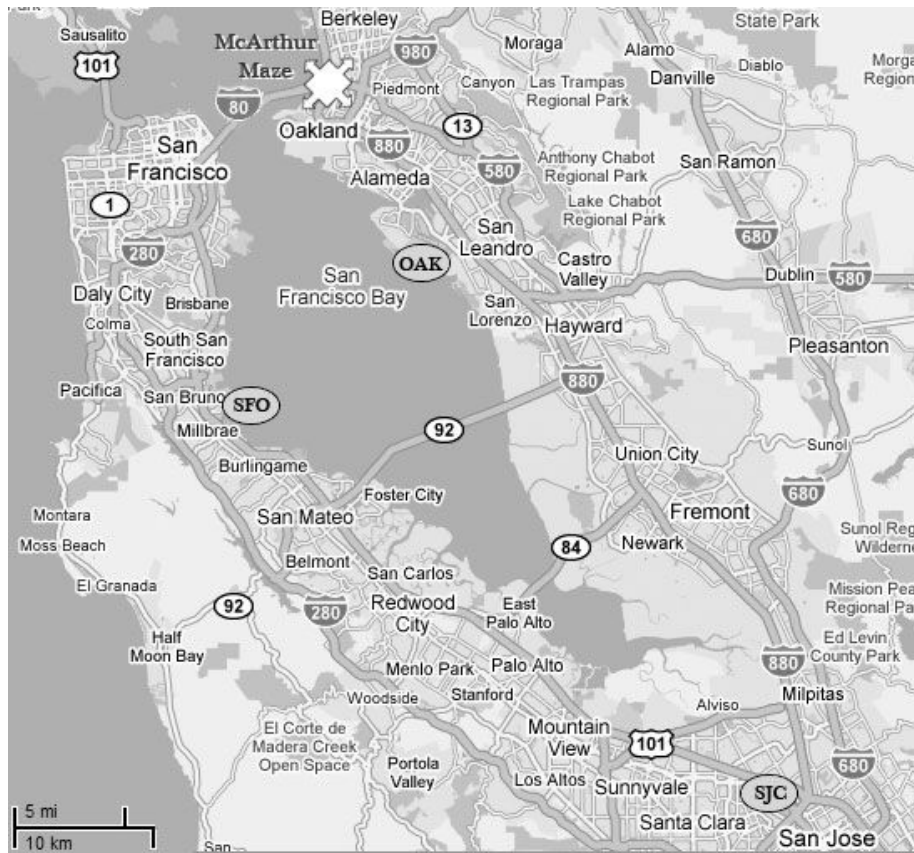 Park
Sausalito
101
Berkeley
McArthur
Maze
980
Moraga
Alamo
State Park
Diablo
Danville
Morga
Region
80
Piedmont
Canyon
Las Trampas
Regional Park
Oakland
13
880
San
Francisco
Alameda
580
Anthony Chabot
Regional Park
San Ramon
1
Lake Chabot
Regional Park
280
San
Leandro
680
OAK
Castro
Valley
Dublin
580
San
Francisco Bay
Daly City
Brisbane
San
Lorenzo
Hayward
Colma
South San
Francisco
Pleasanton
880
Pacifica
San Bruno
SFO
Millbrae
92
Sunol
Burlingame
Union City
680
Foster City
Montara
San Mateo
Fremont
Moss Beach
Sunol Reg
Wilderne
84
Newark
Belmont
San Carlos
El Granada
Mission Pea
Regional Pa
92
280
Redwood
City
East
Palo Alto
Half
Moon Bay
Ed Levin
County Park
880
Menlo Park
Palo Alto
Woodside
Stanford
Alviso
Milpitas
El Corte de
Madera Creek
Open Space
Mountain
View
101
Portola
Valley
680
Los Altos
Sunnyvale
SJC
5 mi
Santa Clara
San Jose
10 km
San